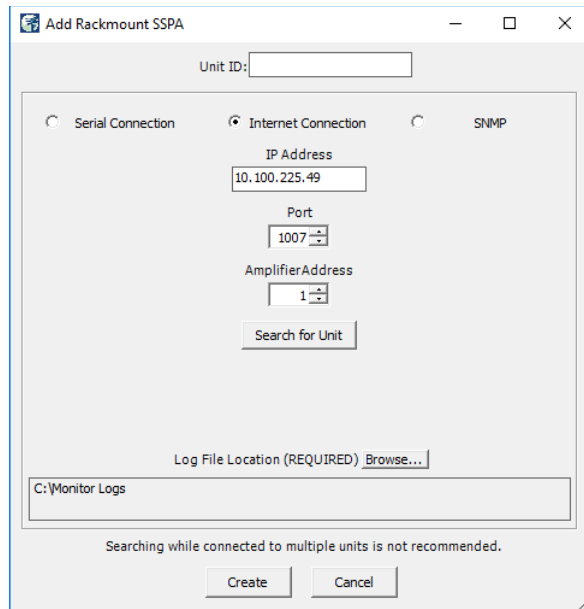 Add Rackmount SSPA
Unit ID:
Serial Connection Internet Connection SNMP
IP Address
10.100.225.49
Port
1007
AmplifierAddress
1
Search for Unit
Log File Location (REQUIRED) Browse...
C:\Monitor Logs
Searching while connected to multiple units is not recommended.
Create Cancel